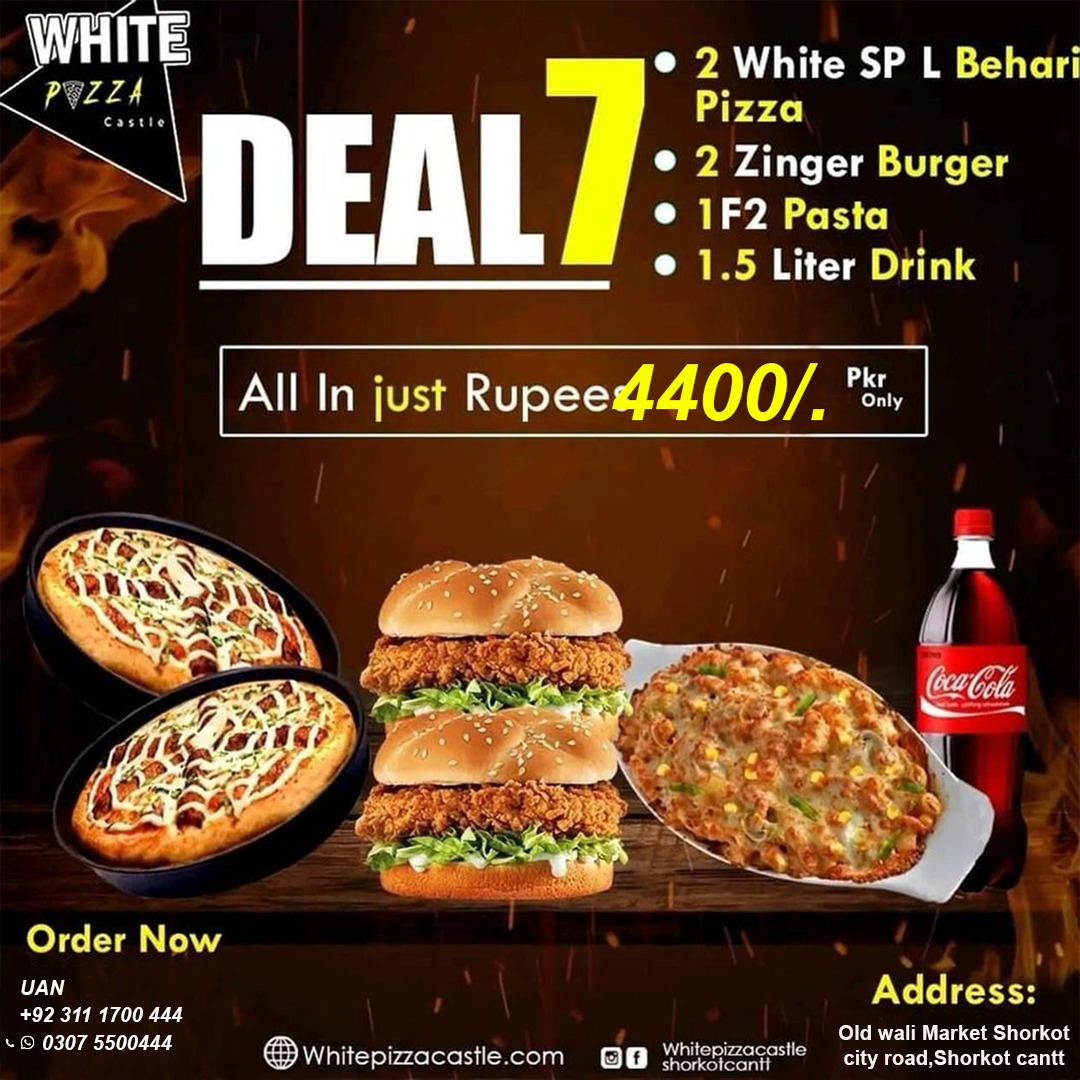 WHITE
PIZZA
Castle
DEAL 7
2 White SP L Behari
Pizza
2 Zinger Burger
1F2 Pasta
1.5 Liter Drink
All In just Rupees 4400/.
Pkr
Only
Coca-Cola
Order Now
UAN
+92 311 1700 444
0307 5500444
Whitepizzacastle.com
Whitepizzacastle
shorkotcantt
Address:
Old wali Market Shorkot
city road,Shorkot cantt